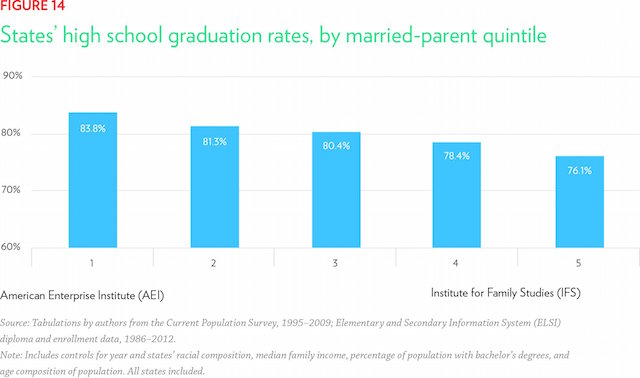 FIGURE 14
States' high school graduation rates, by married-parent quintile
90%
80%
70%
60%
83.8%
81.3%
80.4%
78.4%
76.1%
1 2 3 4 5
American Enterprise Institute (AEI) Institute for Family Studies (IFS)
Source: Tabulations by authors from the Current Population Survey, 1995–2009; Elementary and Secondary Information System (ELSI)
diploma and enrollment data, 1986–2012.
Note: Includes controls for year and states' racial composition, median family income, percentage of population with bachelor's degrees, and
age composition of population. All states included.